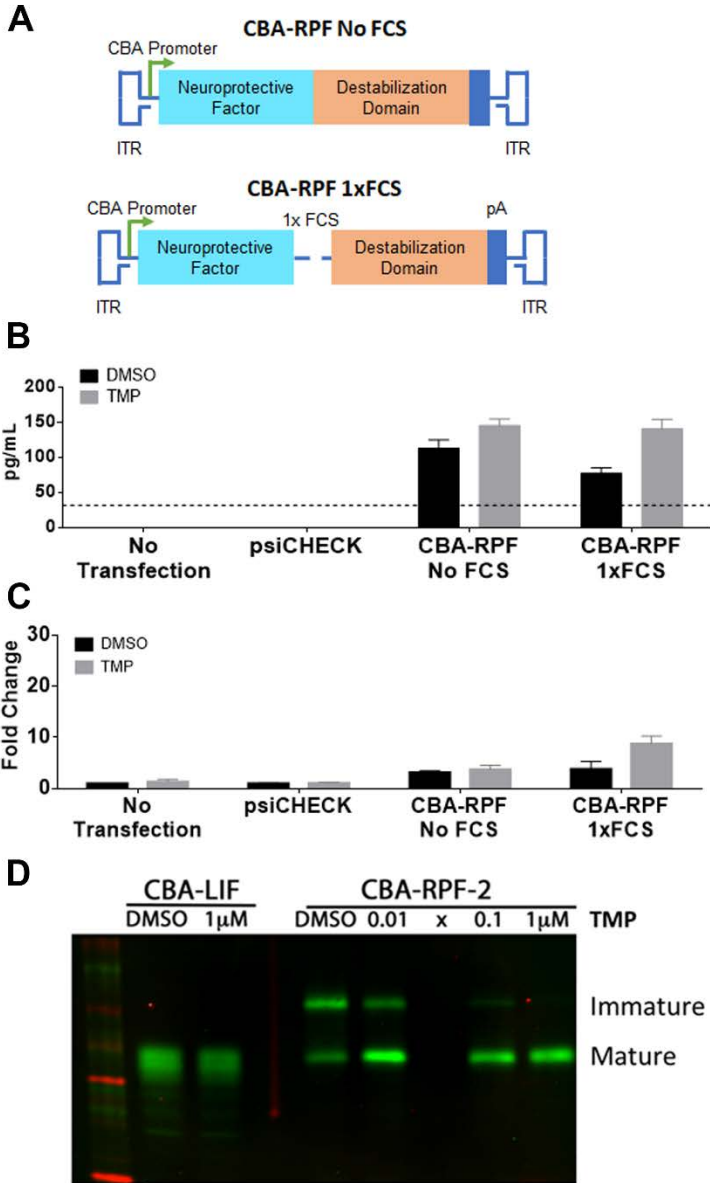 A
CBA-RPF No FCS
CBA Promoter
Neuroprotective
Factor
Destabilization
Domain
ITR
ITR
CBA-RPF 1xFCS
CBA Promoter
1x FCS
pA
Neuroprotective
Factor
Destabilization
Domain
ITR
ITR
B
DMSO
TMP
200
150
100
50
0
pg/mL
No
Transfection
psiCHECK
CBA-RPF
No FCS
CBA-RPF
1xFCS
C
DMSO
TMP
30
20
10
0
Fold Change
No
Transfection
psiCHECK
CBA-RPF
No FCS
CBA-RPF
1xFCS
D
CBA-LIF CBA-RPF-2
DMSO 1μM DMSO 0.01 x 0.1 1μM TMP
Immature
Mature